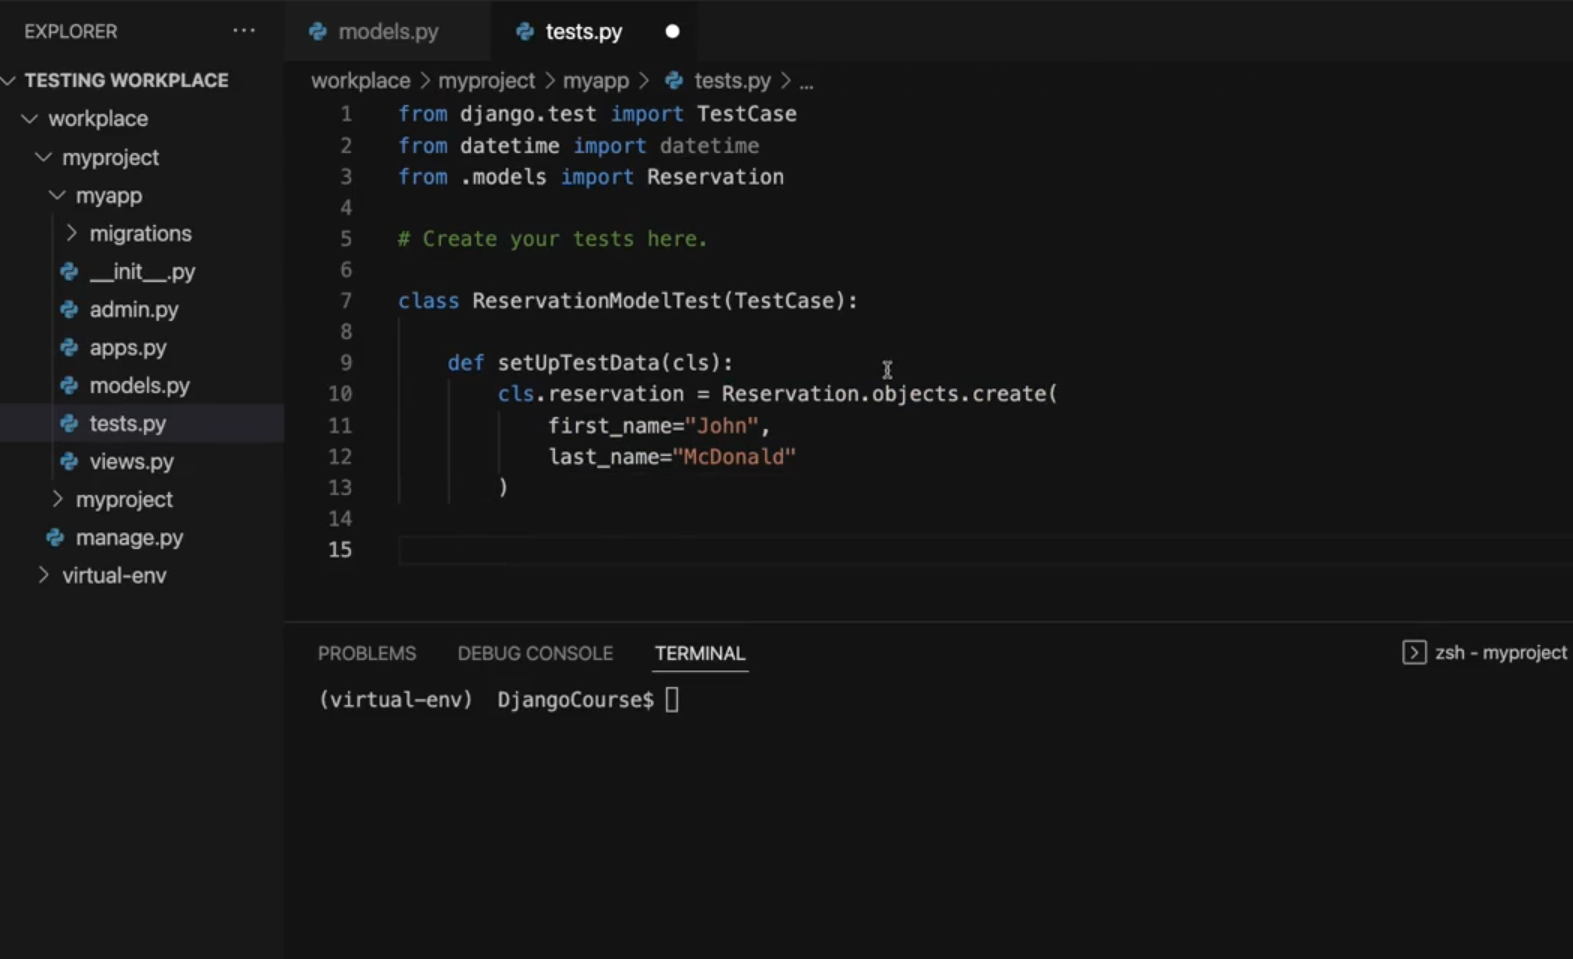 EXPLORER ...
TESTING WORKPLACE
workplace
myproject
myapp
migrations
__init__.py
admin.py
apps.py
models.py
tests.py
views.py
myproject
manage.py
virtual-env
models.py tests.py
workplace > myproject > myapp > tests.py > ...
1 from django.test import TestCase
2 from datetime import datetime
3 from .models import Reservation
4
5 # Create your tests here.
6
7 class ReservationModelTest(TestCase):
8
9 def setUpTestData(cls):
10 cls.reservation = Reservation.objects.create(
11 first_name="John",
12 last_name="McDonald"
13 )
14
15
PROBLEMS DEBUG CONSOLE TERMINAL zsh - myproject
(virtual-env) DjangoCourse$